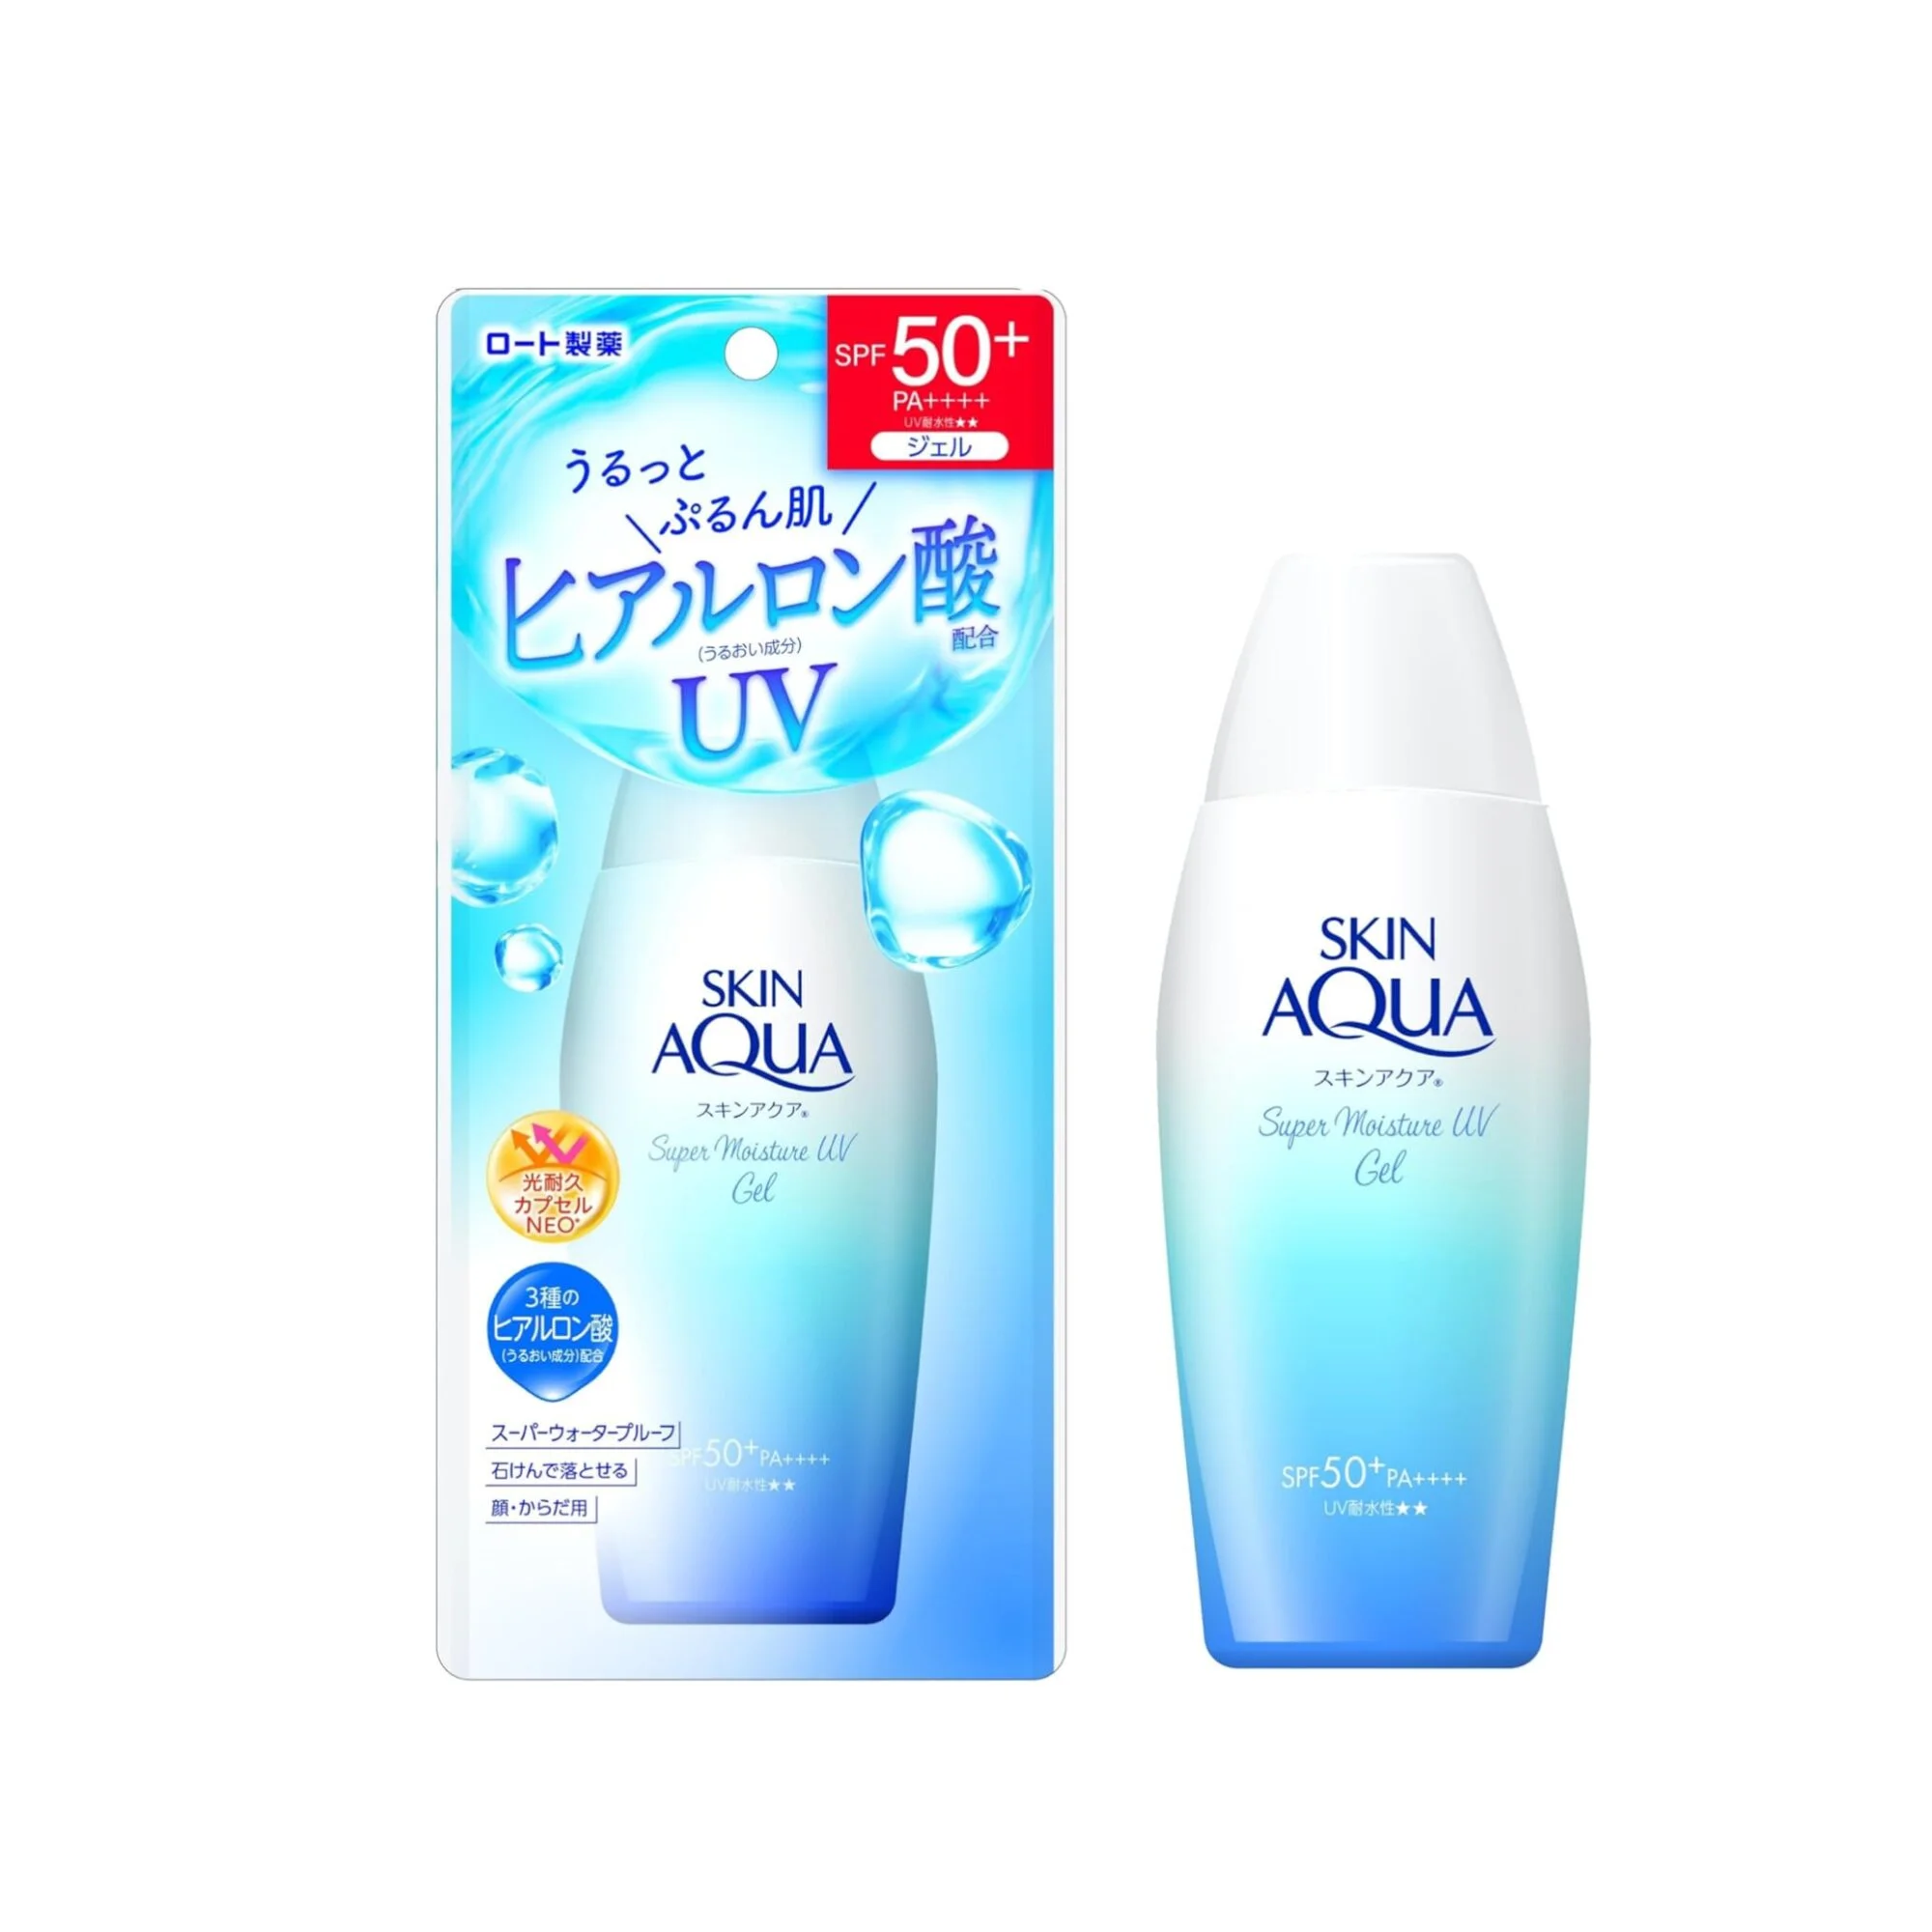 ロート製薬
SPF50+
PA++++
UV耐水性★★
ジェル
うるっと
ぷるん肌
ヒアルロン酸
配合
(うるおい成分)
UV
SKIN
AQUA
スキンアクア®
Super Moisture UV
Gel
光耐久
カプセル
NEO*
3種の
ヒアルロン酸
(うるおい成分)配合
スーパーウォータープルーフ
石けんで落とせる
顔・からだ用
SPF50+PA++++
UV耐水性★★
SKIN
AQUA
スキンアクア®
Super Moisture UV
Gel
SPF50+PA++++
UV耐水性★★